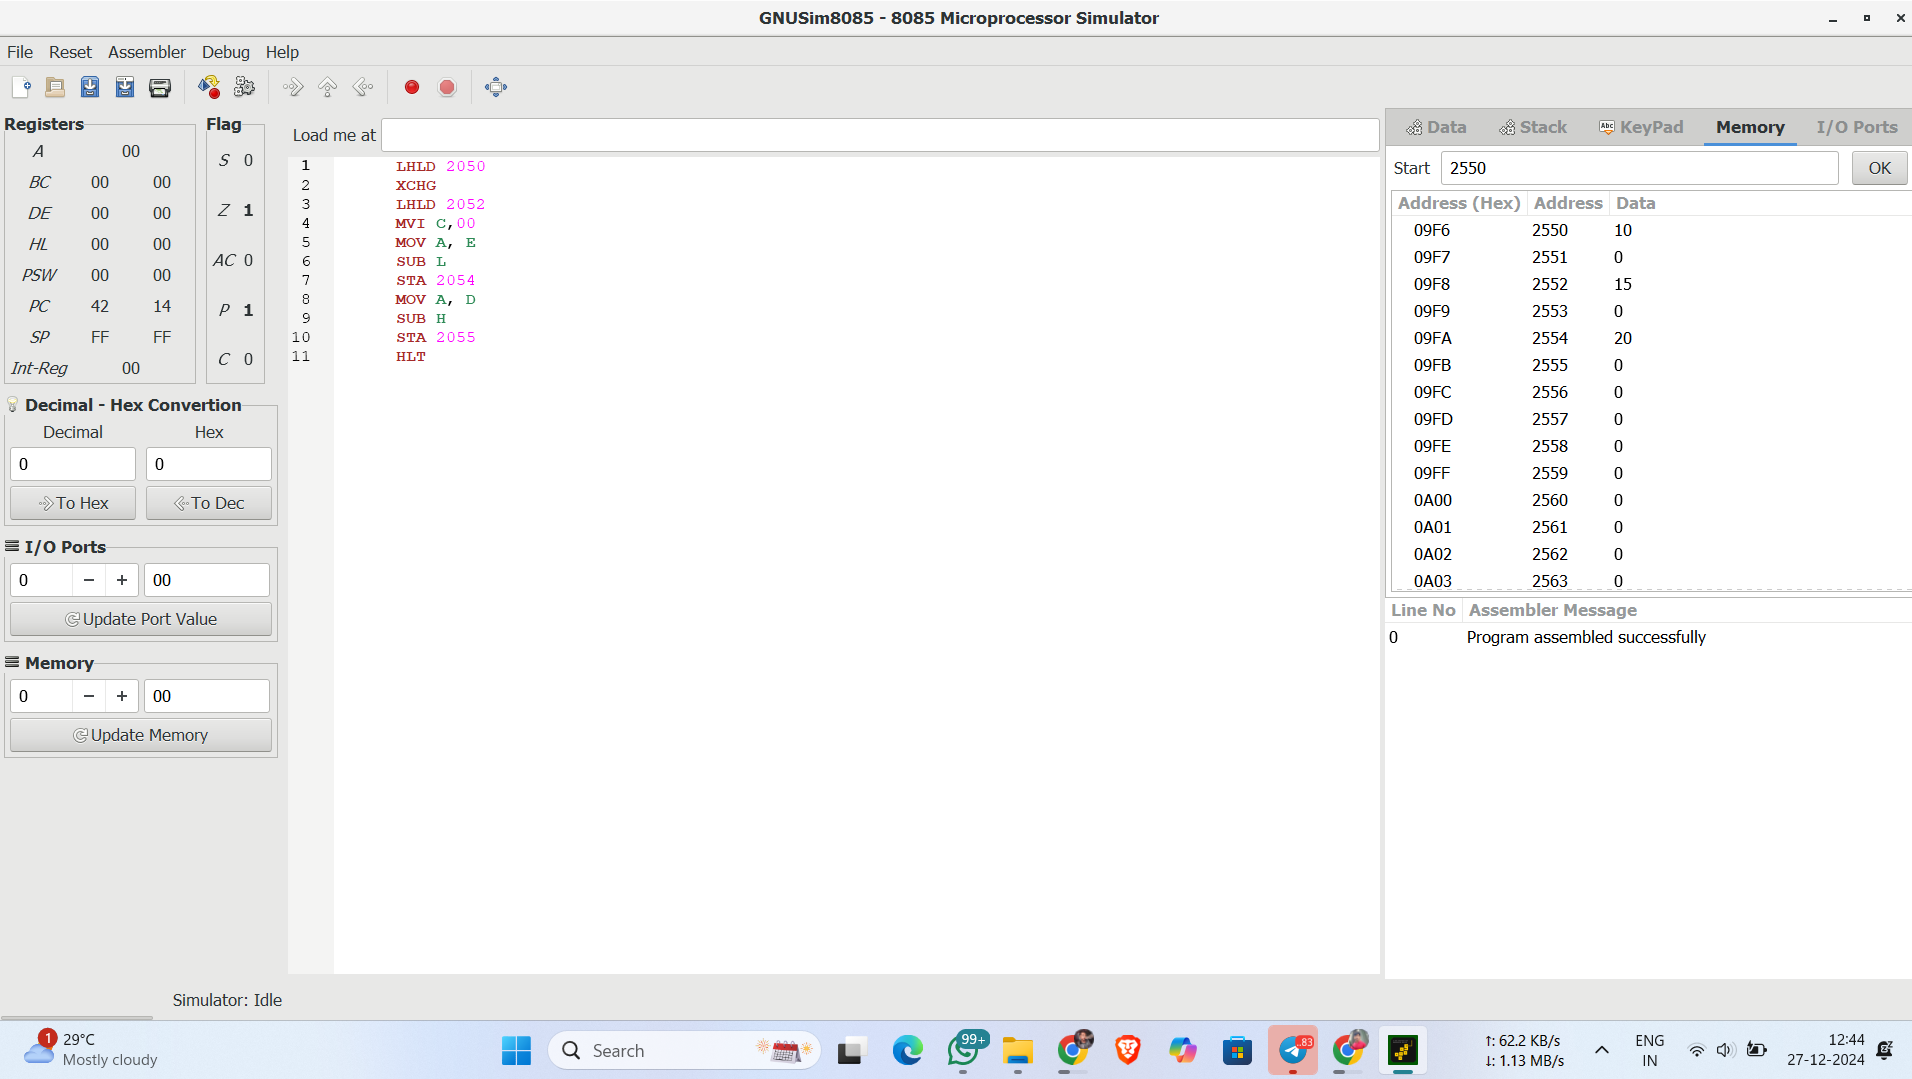 GNUSim8085 - 8085 Microprocessor Simulator
File Reset Assembler Debug Help
Registers
A 00
BC 00 00
DE 00 00
HL 00 00
PSW 00 00
PC 42 14
SP FF FF
Int-Reg 00
Flag
S 0
Z 1
AC 0
P 1
C 0
Decimal - Hex Convertion
Decimal Hex
0 0
To Hex To Dec
I/O Ports
0 − + 00
Update Port Value
Memory
0 − + 00
Update Memory
Load me at
1 LHLD 2050
2 XCHG
3 LHLD 2052
4 MVI C,00
5 MOV A, E
6 SUB L
7 STA 2054
8 MOV A, D
9 SUB H
10 STA 2055
11 HLT
Data Stack Abc KeyPad Memory I/O Ports
Start 2550 OK
Address (Hex) Address Data
09F6 2550 10
09F7 2551 0
09F8 2552 15
09F9 2553 0
09FA 2554 20
09FB 2555 0
09FC 2556 0
09FD 2557 0
09FE 2558 0
09FF 2559 0
0A00 2560 0
0A01 2561 0
0A02 2562 0
0A03 2563 0
Line No Assembler Message
0 Program assembled successfully
Simulator: Idle
1 29°C
Mostly cloudy
Search
99+
83
↑: 62.2 KB/s
↓: 1.13 MB/s
ENG
IN
12:44
27-12-2024